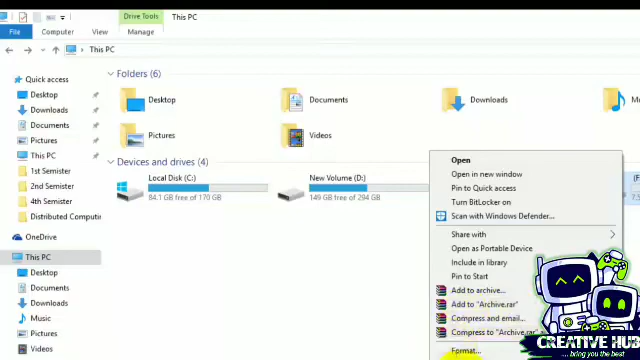 Drive Tools
This PC
File
Computer
View
Manage
This PC
Quick access
Desktop
Downloads
Documents
Pictures
This PC
1st Semister
2nd Semister
4th Semister
Distributed Computin
OneDrive
This PC
Desktop
Documents
Downloads
Music
Pictures
Videos
Folders (6)
Desktop
Documents
Downloads
Pictures
Videos
Devices and drives (4)
Local Disk (C:)
84.1 GB free of 170 GB
New Volume (D:)
149 GB free of 294 GB
Open
Open in new window
Pin to Quick access
Turn BitLocker on
Scan with Windows Defender...
Share with
Open as Portable Device
Include in library
Pin to Start
Add to archive...
Add to "Archive.rar"
Compress and email...
Compress to "Archive.rar"
Format...
CREATIVE HUB
... bring you the best